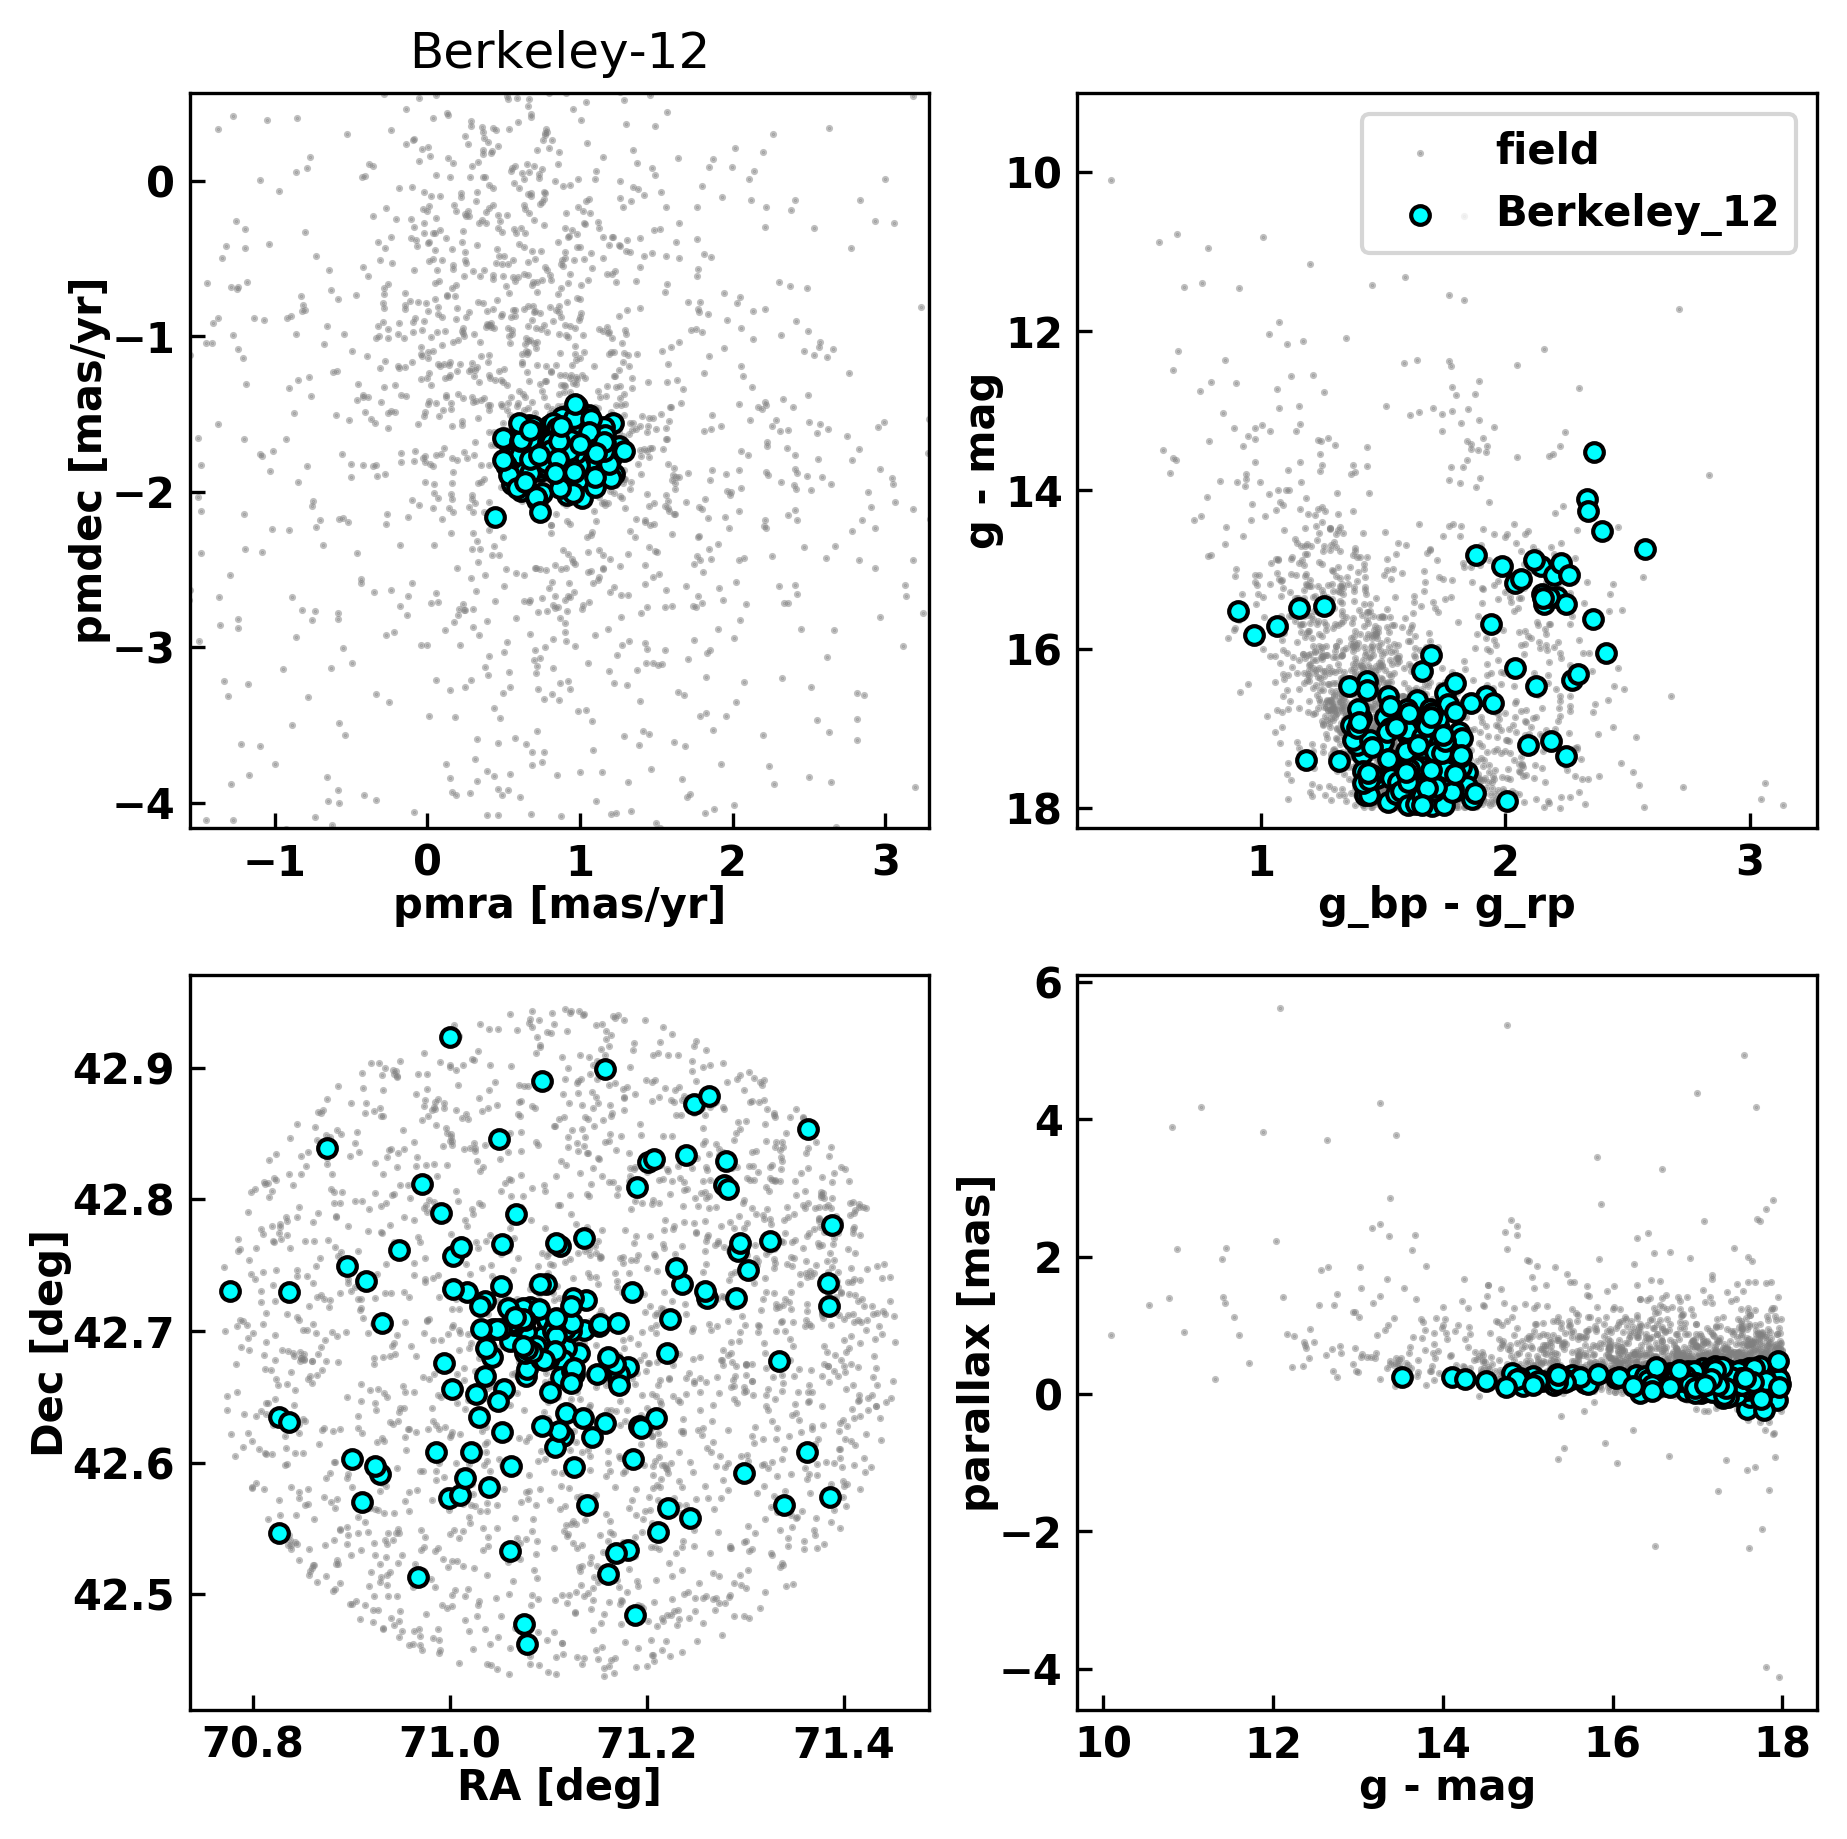 Berkeley-12
0
−1
−2
−3
−4
pmdec [mas/yr]
−1 0 1 2 3
pmra [mas/yr]
field
Berkeley_12
10
12
14
16
18
g - mag
1 2 3
g_bp - g_rp
42.9
42.8
42.7
42.6
42.5
Dec [deg]
70.8 71.0 71.2 71.4
RA [deg]
6
4
2
0
−2
−4
parallax [mas]
10 12 14 16 18
g - mag